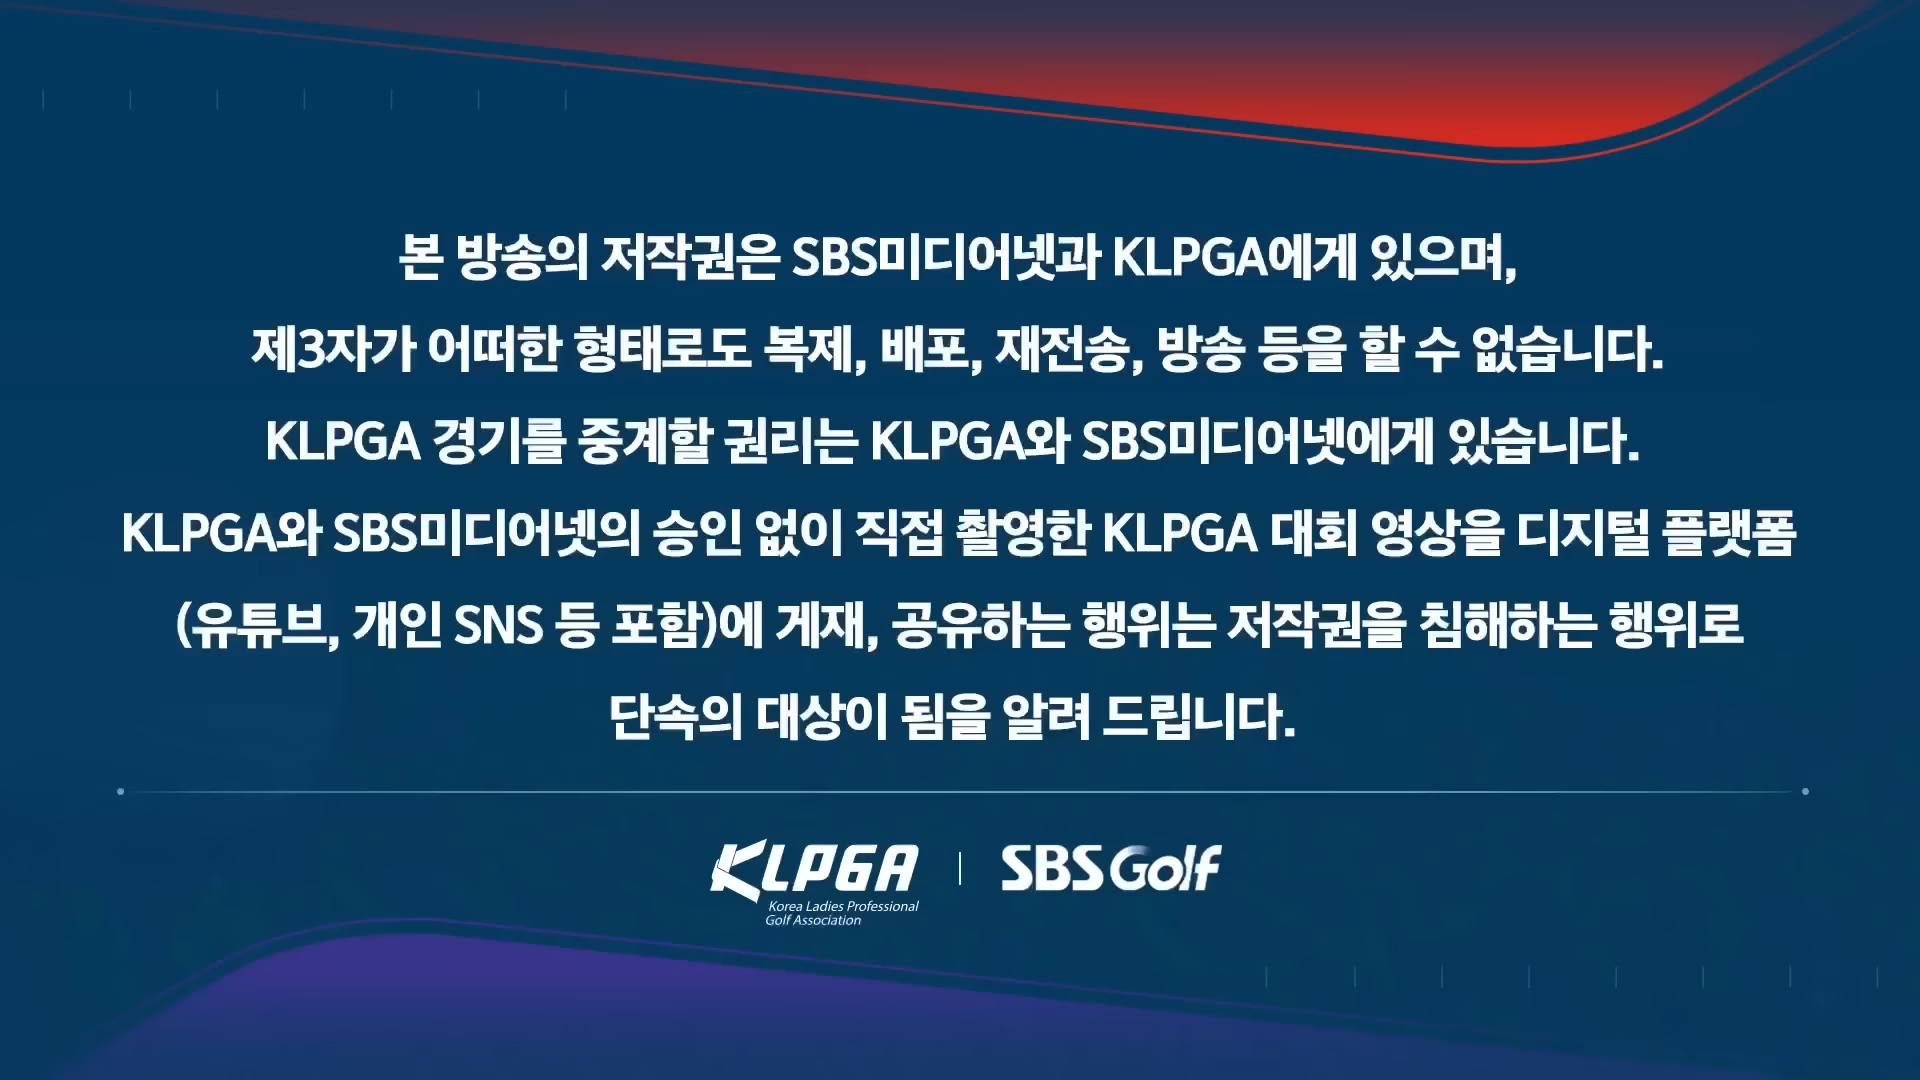 본 방송의 저작권은 SBS미디어넷과 KLPGA에게 있으며,
제3자가 어떠한 형태로도 복제, 배포, 재전송, 방송 등을 할 수 없습니다.
KLPGA 경기를 중계할 권리는 KLPGA와 SBS미디어넷에게 있습니다.
KLPGA와 SBS미디어넷의 승인 없이 직접 촬영한 KLPGA 대회 영상을 디지털 플랫폼
(유튜브, 개인 SNS 등 포함)에 게재, 공유하는 행위는 저작권을 침해하는 행위로
단속의 대상이 됨을 알려 드립니다.
KLPGA
Korea Ladies Professional
Golf Association
SBS Golf